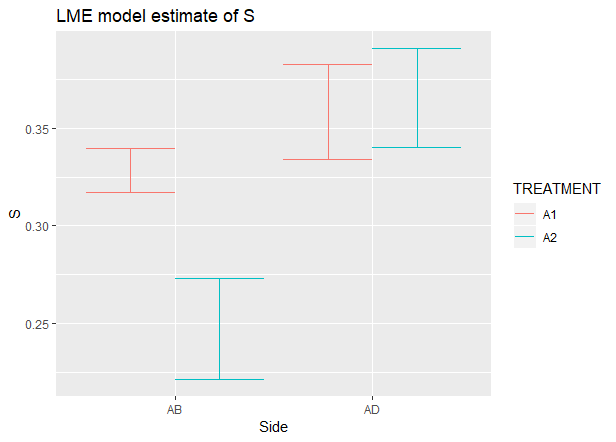 LME model estimate of S
S
0.35
0.30
0.25
AB
AD
Side
TREATMENT
A1
A2